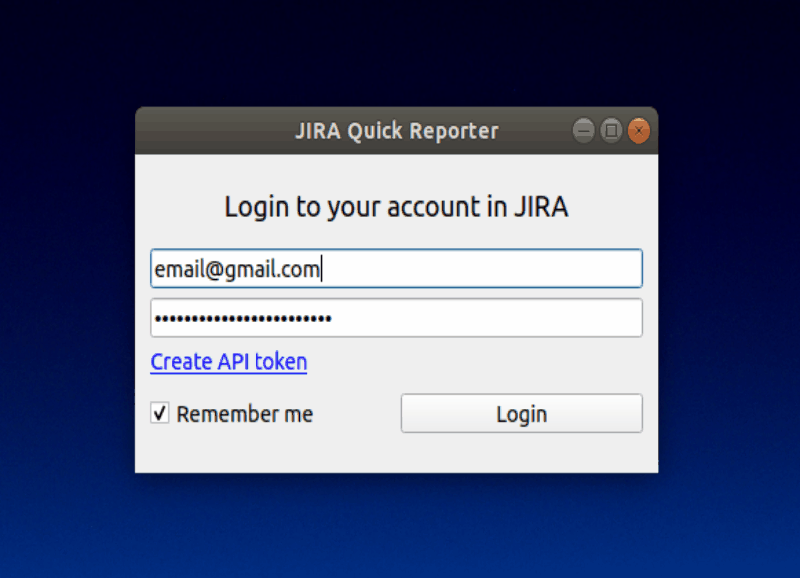 JIRA Quick Reporter
Login to your account in JIRA
email@gmail.com
••••••••••••••••••••••••
Create API token
Remember me
Login